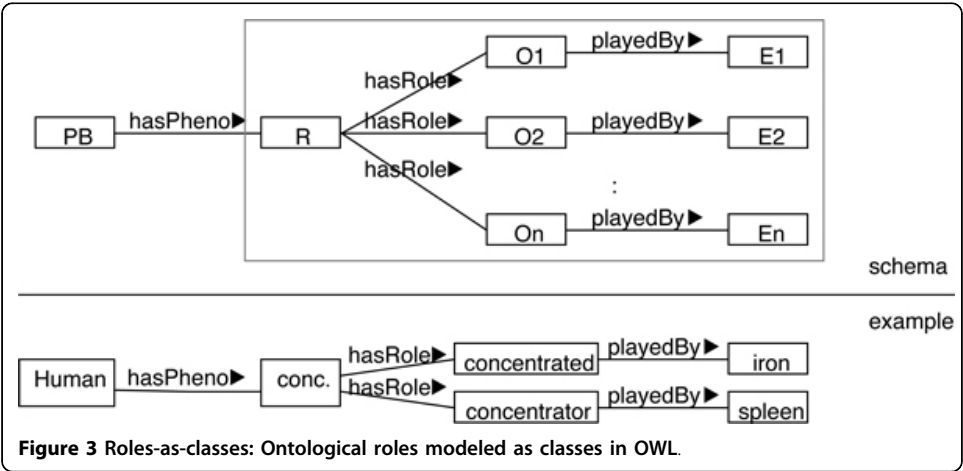 O1 playedBy▶ E1
hasRole▶
PB hasPheno▶ R hasRole▶ O2 playedBy▶ E2
hasRole▶
:
On playedBy▶ En
schema
example
Human hasPheno▶ conc. hasRole▶ concentrated playedBy▶ iron
hasRole▶ concentrator playedBy▶ spleen
Figure 3 Roles-as-classes: Ontological roles modeled as classes in OWL.